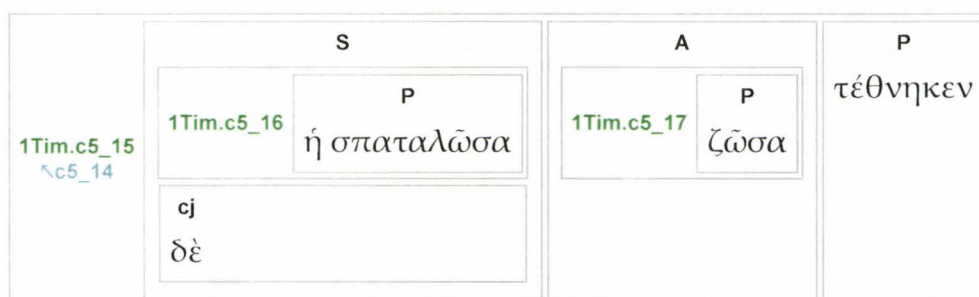 S
A
P
P
P
τέθνηκεν
1Tim.c5_16
1Tim.c5_17
ἡ σπαταλῶσα
ζῶσα
1Tim.c5_15
↖c5_14
cj
δὲ